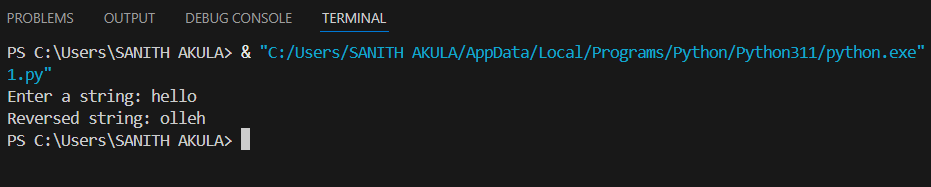 PROBLEMS OUTPUT DEBUG CONSOLE TERMINAL
PS C:\Users\SANITH AKULA> & "C:/Users/SANITH AKULA/AppData/Local/Programs/Python/Python311/python.exe"
1.py"
Enter a string: hello
Reversed string: olleh
PS C:\Users\SANITH AKULA>